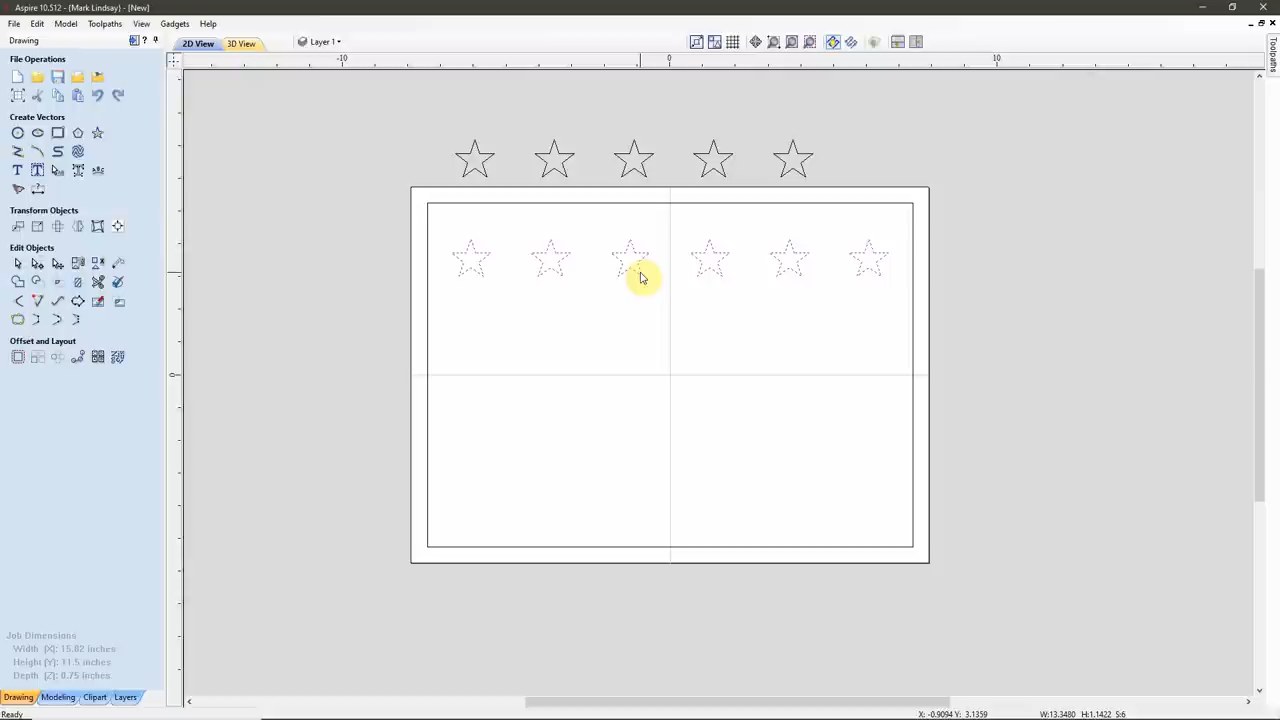 Aspire 10.512 - (Mark Lindsay) - [New]
File Edit Model Toolpaths View Gadgets Help
Drawing
2D View 3D View Layer 1
Toolpaths
-10 0 10
File Operations
Create Vectors
Transform Objects
Edit Objects
Offset and Layout
0
Job Dimensions
Width (X): 15.82 inches
Height (Y): 11.5 inches
Depth (Z): 0.75 inches
Drawing Modeling Clipart Layers
Ready
X: -0.9094 Y: 3.1359 W:13.3480 H:1.1422 S:6